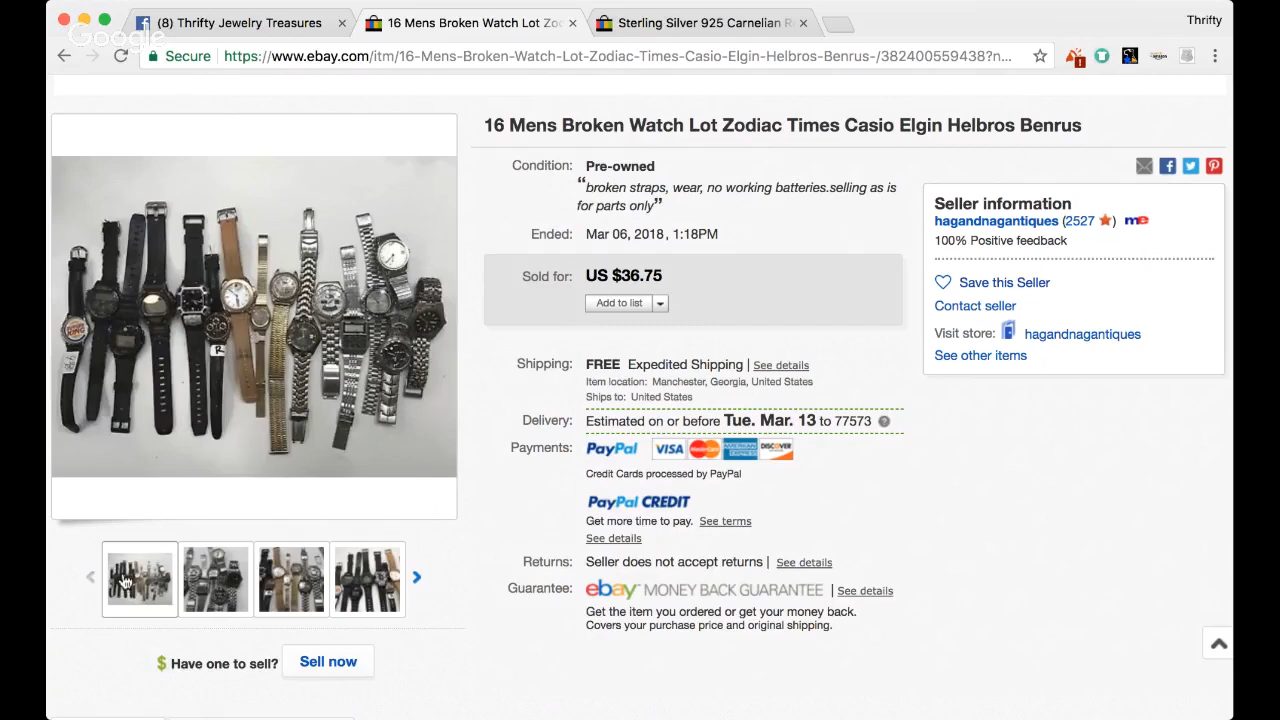 (8) Thrifty Jewelry Treasures
16 Mens Broken Watch Lot Zo
Sterling Silver 925 Carnelian R
Thrifty
Google
Secure
https://www.ebay.com/itm/16-Mens-Broken-Watch-Lot-Zodiac-Times-Casio-Elgin-Helbros-Benrus-/382400559438?n...
16 Mens Broken Watch Lot Zodiac Times Casio Elgin Helbros Benrus
Condition: Pre-owned
“broken straps, wear, no working batteries.selling as is
for parts only”
Ended: Mar 06, 2018 , 1:18PM
Sold for: US $36.75
Add to list
Shipping: FREE Expedited Shipping | See details
Item location: Manchester, Georgia, United States
Ships to: United States
Delivery: Estimated on or before Tue. Mar. 13 to 77573 ?
Payments: PayPal VISA MasterCard AMERICAN EXPRESS DISCOVER
Credit Cards processed by PayPal
PayPal CREDIT
Get more time to pay. See terms
See details
Returns: Seller does not accept returns | See details
Guarantee: ebay MONEY BACK GUARANTEE | See details
Get the item you ordered or get your money back.
Covers your purchase price and original shipping.
Seller information
hagandnagantiques (2527 ) me
100% Positive feedback
Save this Seller
Contact seller
Visit store: hagandnagantiques
See other items
$ Have one to sell? Sell now